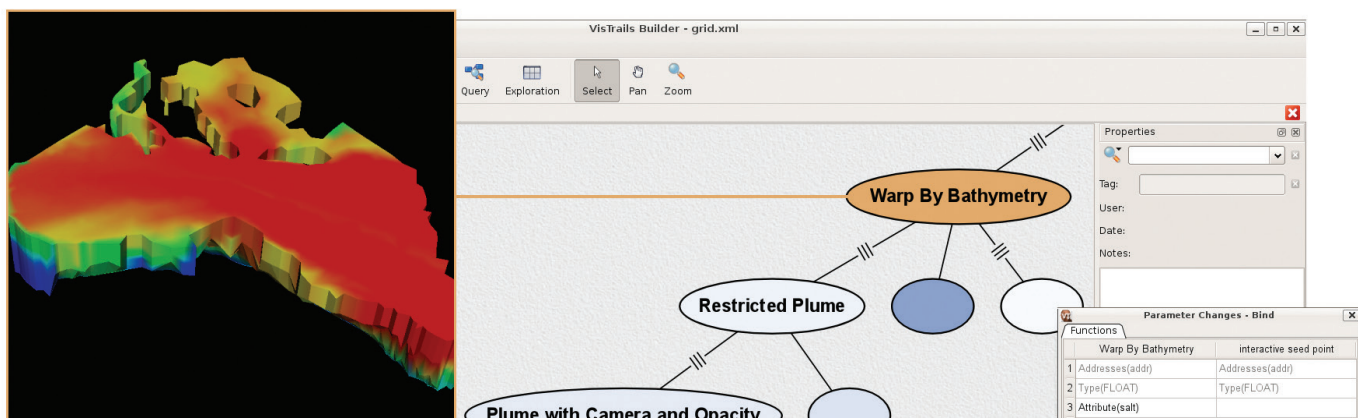 VisTrails Builder - grid.xml
Query Exploration Select Pan Zoom
Properties
Warp By Bathymetry
Tag:
User:
Date:
Notes:
Restricted Plume
Parameter Changes - Bind
Functions
Warp By Bathymetry interactive seed point
1 Addresses(addr) Addresses(addr)
2 Type(FLOAT) Type(FLOAT)
3 Attribute(salt)
Plume with Camera and Opacity